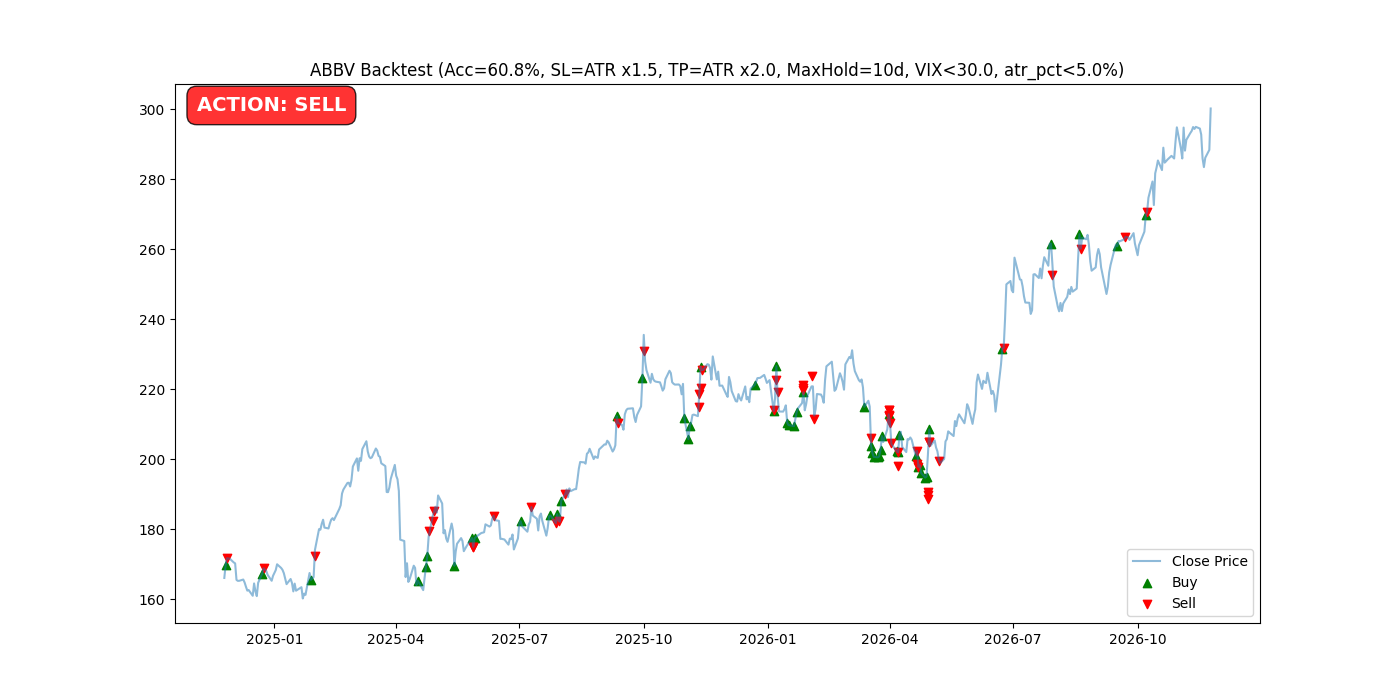 ABBV Backtest (Acc=60.8%, SL=ATR x1.5, TP=ATR x2.0, MaxHold=10d, VIX<30.0, atr_pct<5.0%)
ACTION: SELL
300
280
260
240
220
200
180
160
Close Price
Buy
Sell
2025-01 2025-04 2025-07 2025-10 2026-01 2026-04 2026-07 2026-10